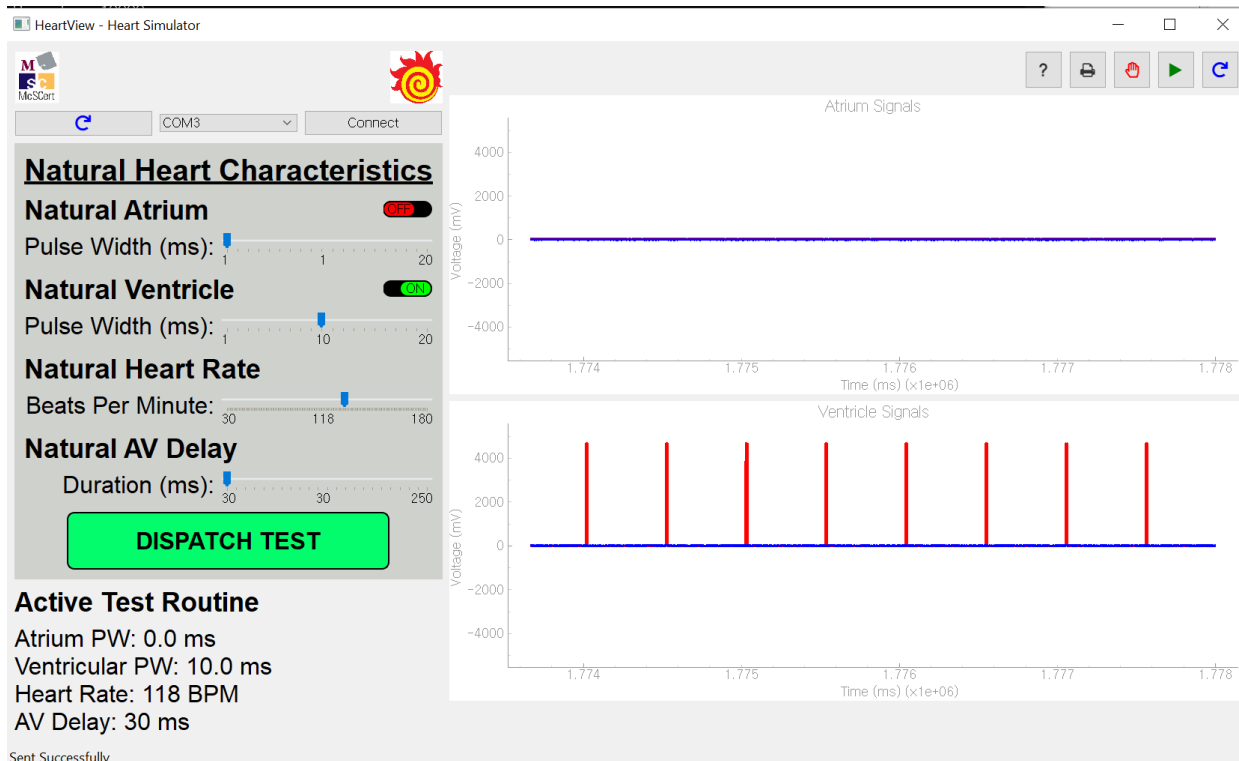 HeartView - Heart Simulator
M
SC
McSCert
?
COM3
Connect
Natural Heart Characteristics
Natural Atrium
OFF
Pulse Width (ms):
1 1 20
Natural Ventricle
ON
Pulse Width (ms):
1 10 20
Natural Heart Rate
Beats Per Minute:
30 118 180
Natural AV Delay
Duration (ms):
30 30 250
DISPATCH TEST
Active Test Routine
Atrium PW: 0.0 ms
Ventricular PW: 10.0 ms
Heart Rate: 118 BPM
AV Delay: 30 ms
Sent Successfully
Atrium Signals
Voltage (mV)
4000
2000
0
−2000
−4000
1.774 1.775 1.776 1.777 1.778
Time (ms) (×1e+06)
Ventricle Signals
Voltage (mV)
4000
2000
0
−2000
−4000
1.774 1.775 1.776 1.777 1.778
Time (ms) (×1e+06)